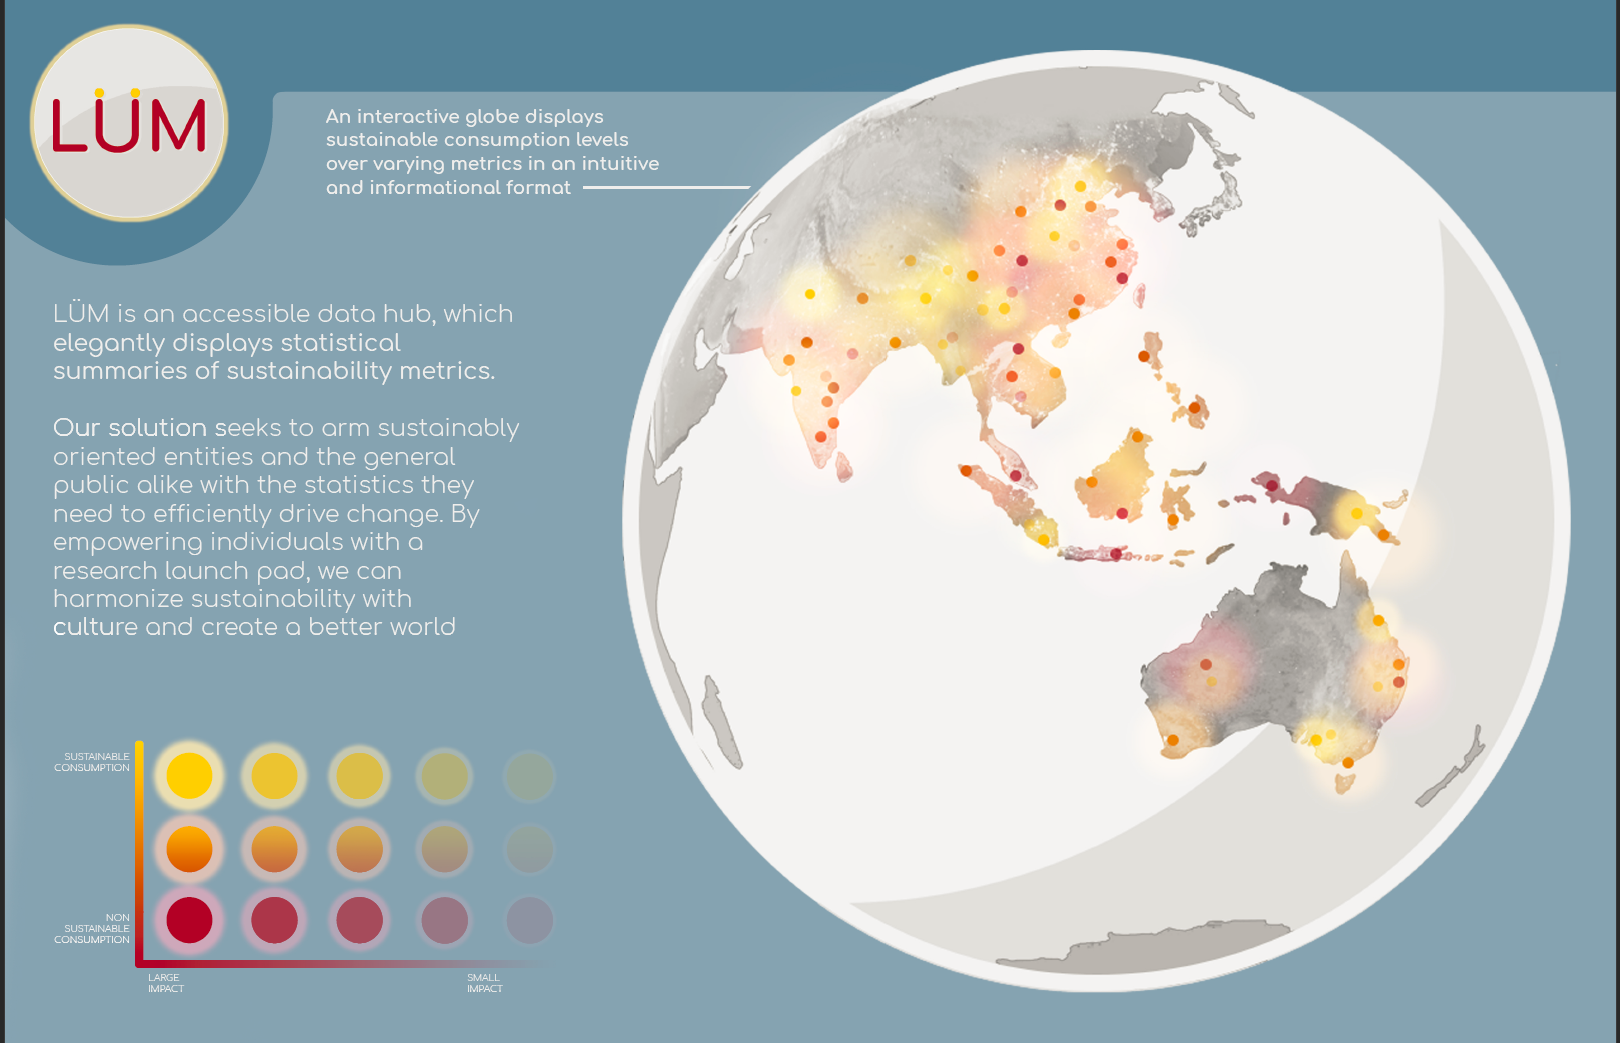 LÜM
An interactive globe displays
sustainable consumption levels
over varying metrics in an intuitive
and informational format
LÜM is an accessible data hub, which
elegantly displays statistical
summaries of sustainability metrics.
Our solution seeks to arm sustainably
oriented entities and the general
public alike with the statistics they
need to efficiently drive change. By
empowering individuals with a
research launch pad, we can
harmonize sustainability with
culture and create a better world
SUSTAINABLE
CONSUMPTION
NON
SUSTAINABLE
CONSUMPTION
LARGE
IMPACT
SMALL
IMPACT